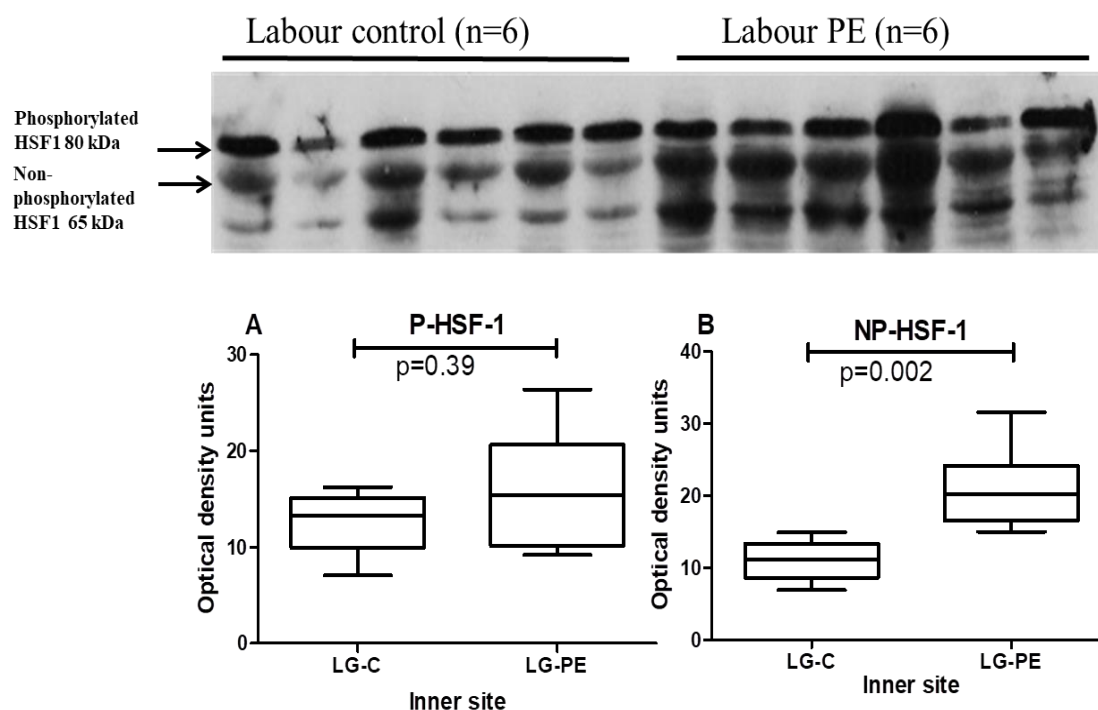 Labour control (n=6)
Labour PE (n=6)
Phosphorylated
HSF1 80 kDa
Non-
phosphorylated
HSF1 65 kDa
A
P-HSF-1
p=0.39
Optical density units
30
20
10
0
LG-C
LG-PE
Inner site
B
NP-HSF-1
p=0.002
Optical density units
40
30
20
10
0
LG-C
LG-PE
Inner site